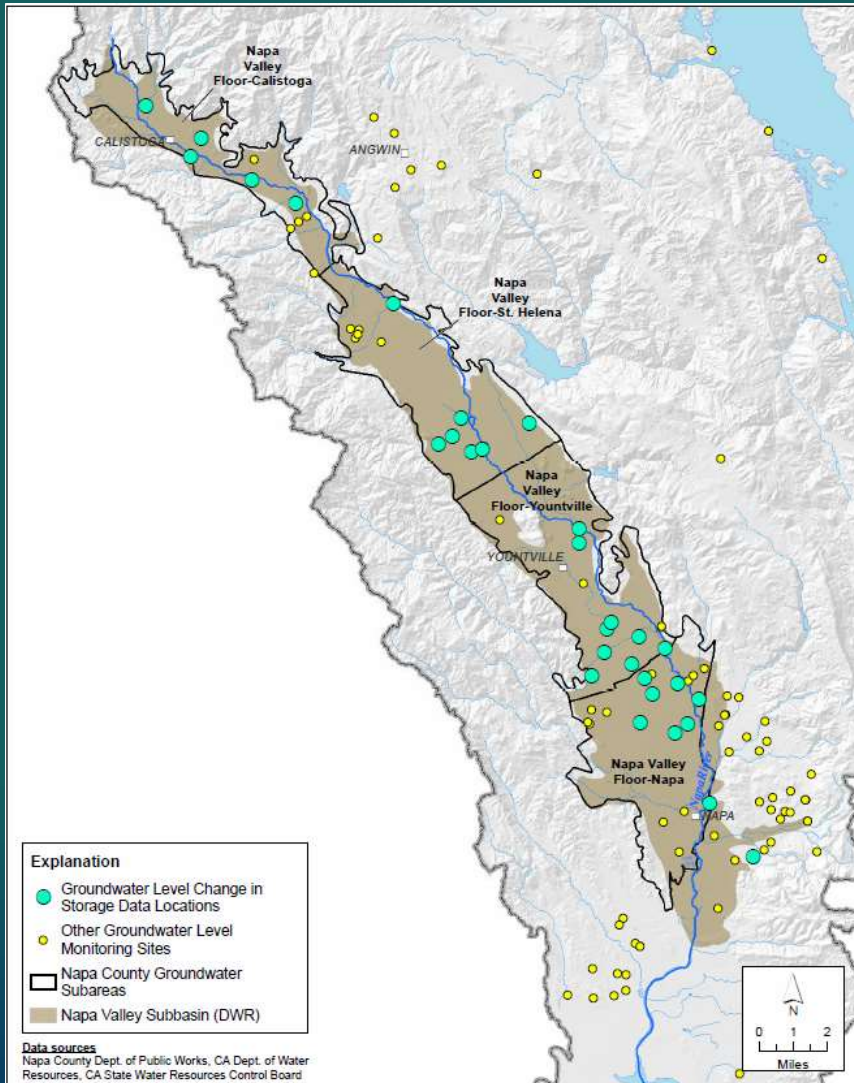 Napa
Valley
Floor-Calistoga
CALISTOGA
ANGWIN
Napa
Valley
Floor-St. Helena
Napa
Valley
Floor-Yountville
YOUNTVILLE
Napa Valley
Floor-Napa
Napa River
NAPA
Explanation
Groundwater Level Change in
Storage Data Locations
Other Groundwater Level
Monitoring Sites
Napa County Groundwater
Subareas
Napa Valley Subbasin (DWR)
Data sources
Napa County Dept. of Public Works, CA Dept. of Water
Resources, CA State Water Resources Control Board
N
0 1 2
Miles